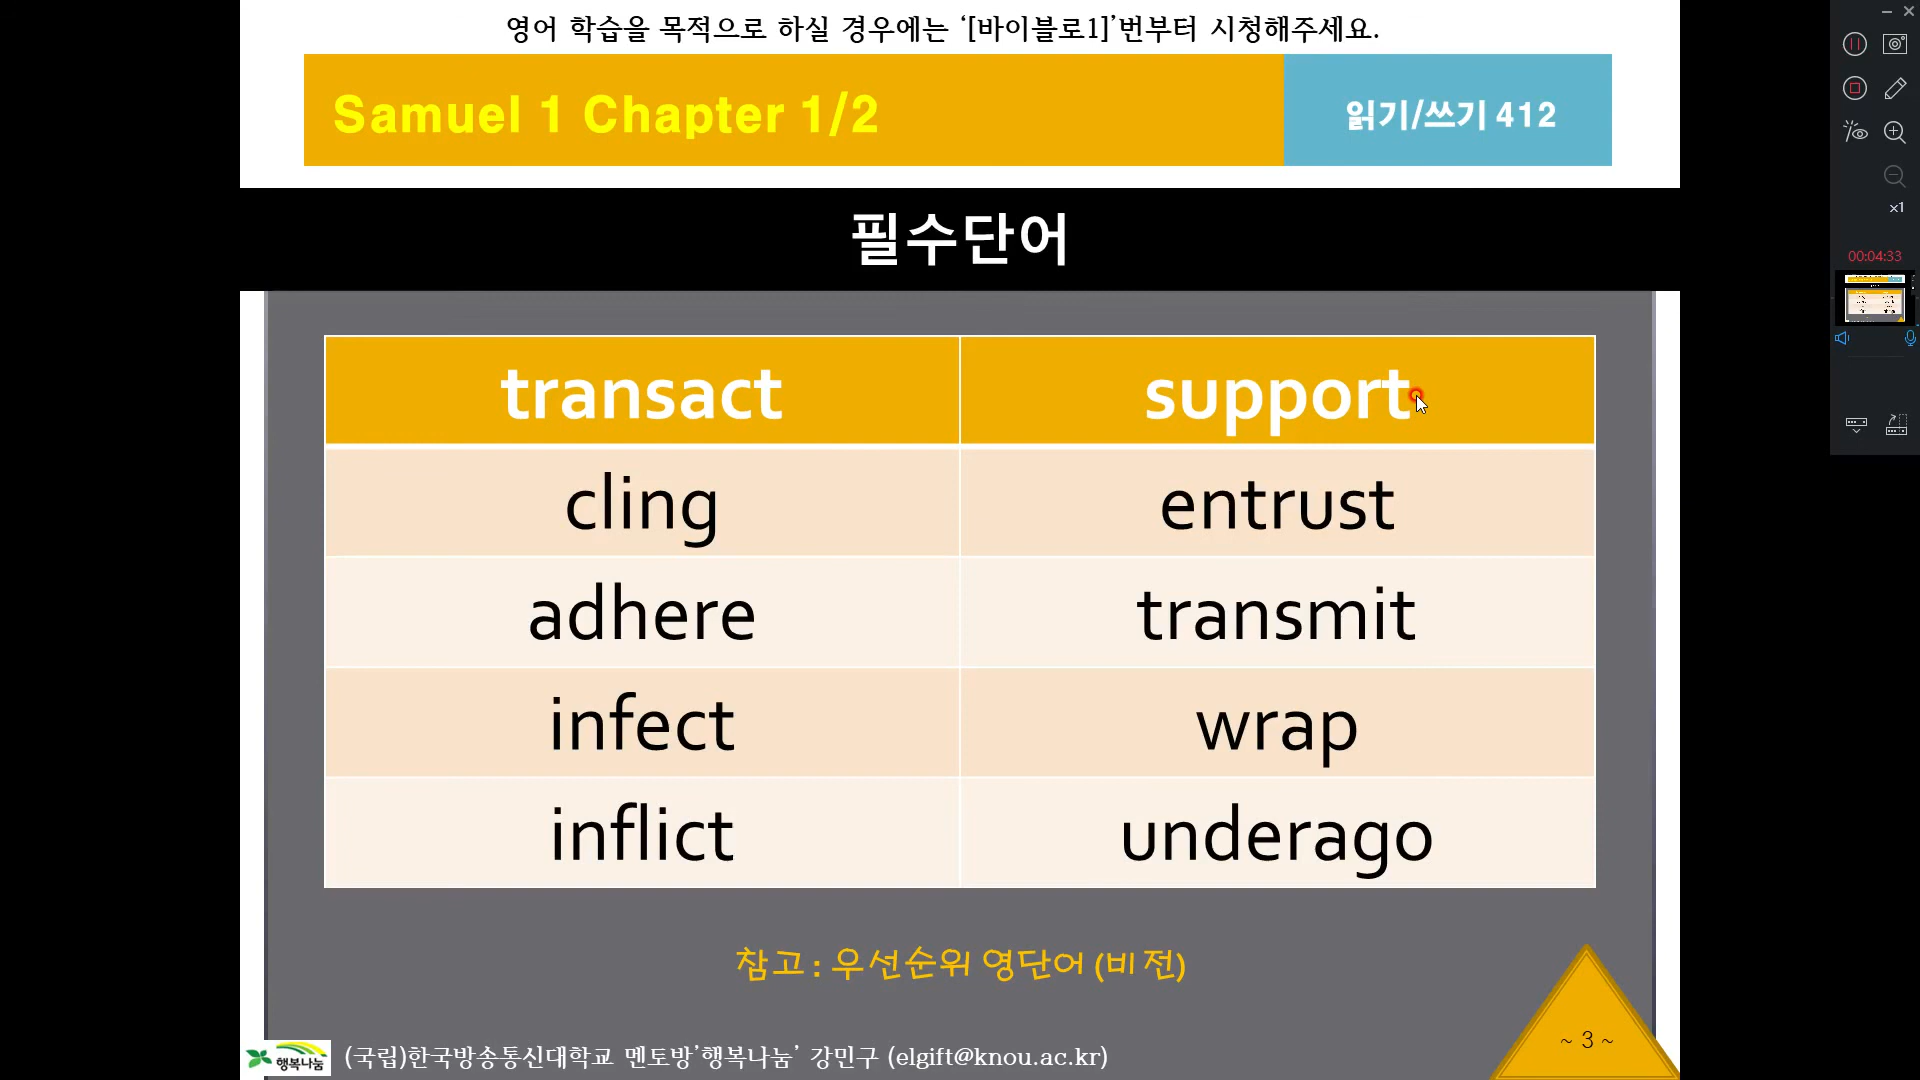 영어 학습을 목적으로 하실 경우에는 ‘[바이블로1]’번부터 시청해주세요.
Samuel 1 Chapter 1/2
읽기/쓰기 412
필수단어
transact support
cling entrust
adhere transmit
infect wrap
inflict underago
참고 : 우선순위 영단어 (비전)
행복나눔 (국립)한국방송통신대학교 멘토방’행복나눔’ 강민구 (elgift@knou.ac.kr)
~ 3 ~
x1
00:04:33